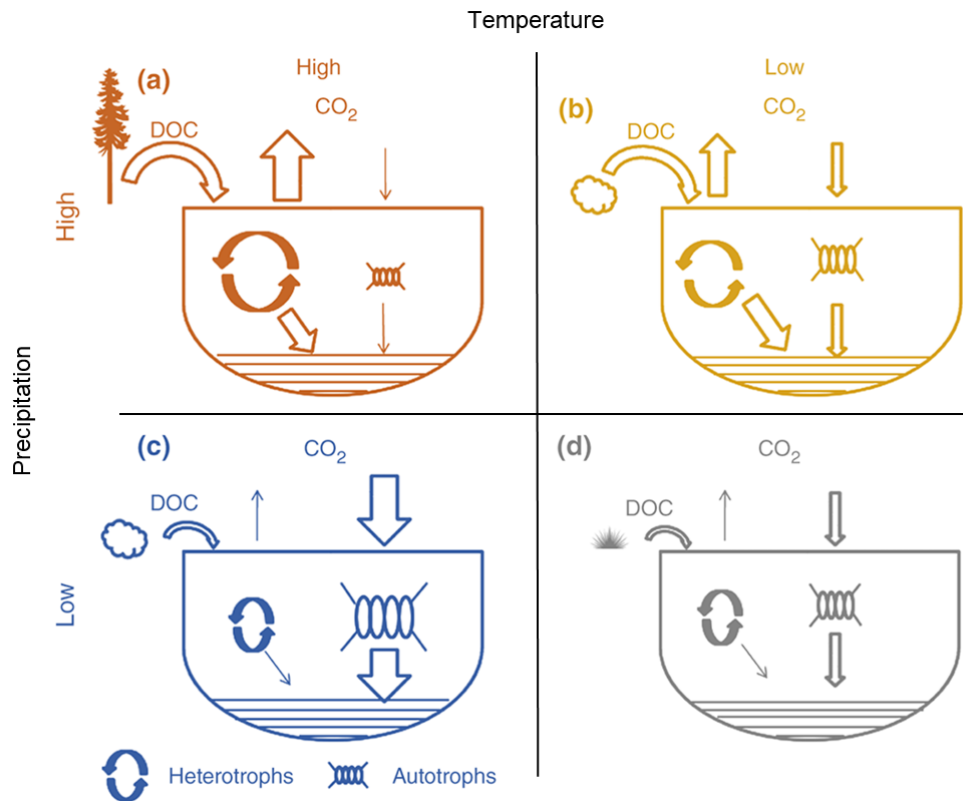 Temperature
(a)
High
CO₂
DOC
(b)
Low
CO₂
DOC
High
Precipitation
(c)
CO₂
DOC
(d)
CO₂
DOC
Low
Heterotrophs
Autotrophs